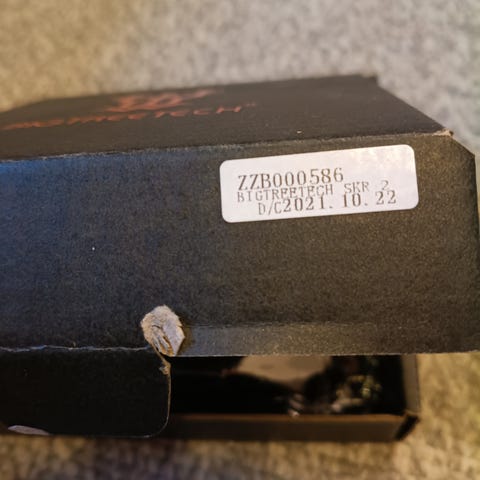 BIGTREETECH®
ZZB000586
BIGTREETECH SKR 2
D/C2021.10.22